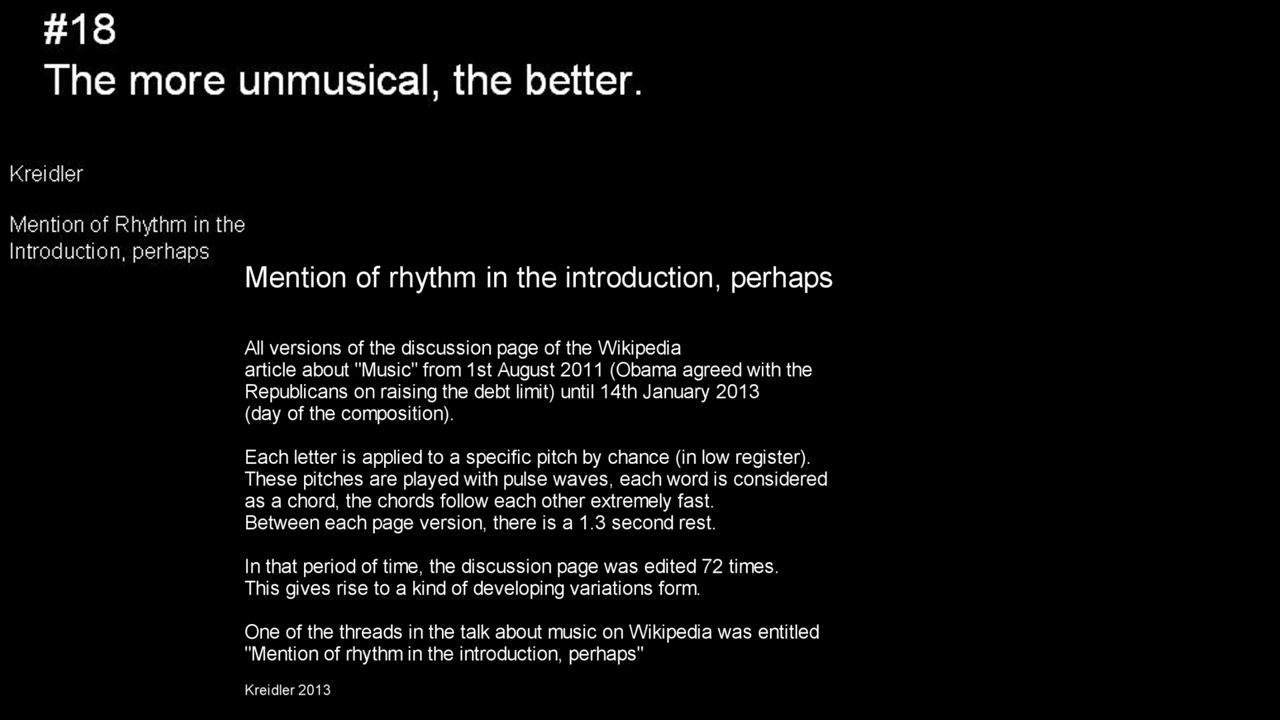 #18
The more unmusical, the better.
Kreidler
Mention of Rhythm in the
Introduction, perhaps
Mention of rhythm in the introduction, perhaps
All versions of the discussion page of the Wikipedia
article about "Music" from 1st August 2011 (Obama agreed with the
Republicans on raising the debt limit) until 14th January 2013
(day of the composition).
Each letter is applied to a specific pitch by chance (in low register).
These pitches are played with pulse waves, each word is considered
as a chord, the chords follow each other extremely fast.
Between each page version, there is a 1.3 second rest.
In that period of time, the discussion page was edited 72 times.
This gives rise to a kind of developing variations form.
One of the threads in the talk about music on Wikipedia was entitled
"Mention of rhythm in the introduction, perhaps"
Kreidler 2013